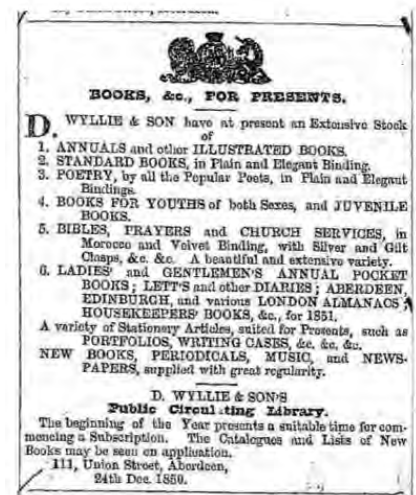 BOOKS, &c., FOR PRESENTS.
D. WYLLIE & SON have at present an Extensive Stock
of
1. ANNUALS and other ILLUSTRATED BOOKS.
2. STANDARD BOOKS, in Plain and Elegant Binding.
3. POETRY, by all the Popular Poets, in Plain and Elegant
Bindings.
4. BOOKS FOR YOUTHS of both Sexes, and JUVENILE
BOOKS.
5. BIBLES, PRAYERS and CHURCH SERVICES, in
Morocco and Velvet Binding, with Silver and Gilt
Clasps, &c. &c. A beautiful and extensive variety.
6. LADIES' and GENTLEMEN'S ANNUAL POCKET
BOOKS; LETT'S and other DIARIES; ABERDEEN,
EDINBURGH, and various LONDON ALMANACS;
HOUSEKEEPERS' BOOKS, &c., for 1851.
A variety of Stationery Articles, suited for Presents, such as
PORTFOLIOS, WRITING CASES, &c. &c. &c.
NEW BOOKS, PERIODICALS, MUSIC, and NEWS-
PAPERS, supplied with great regularity.
D. WYLLIE & SON'S
Public Circulating Library.
The beginning of the Year presents a suitable time for com-
mencing a Subscription. The Catalogues and Lists of New
Books may be seen on application.
111, Union Street, Aberdeen,
24th Dec. 1850.